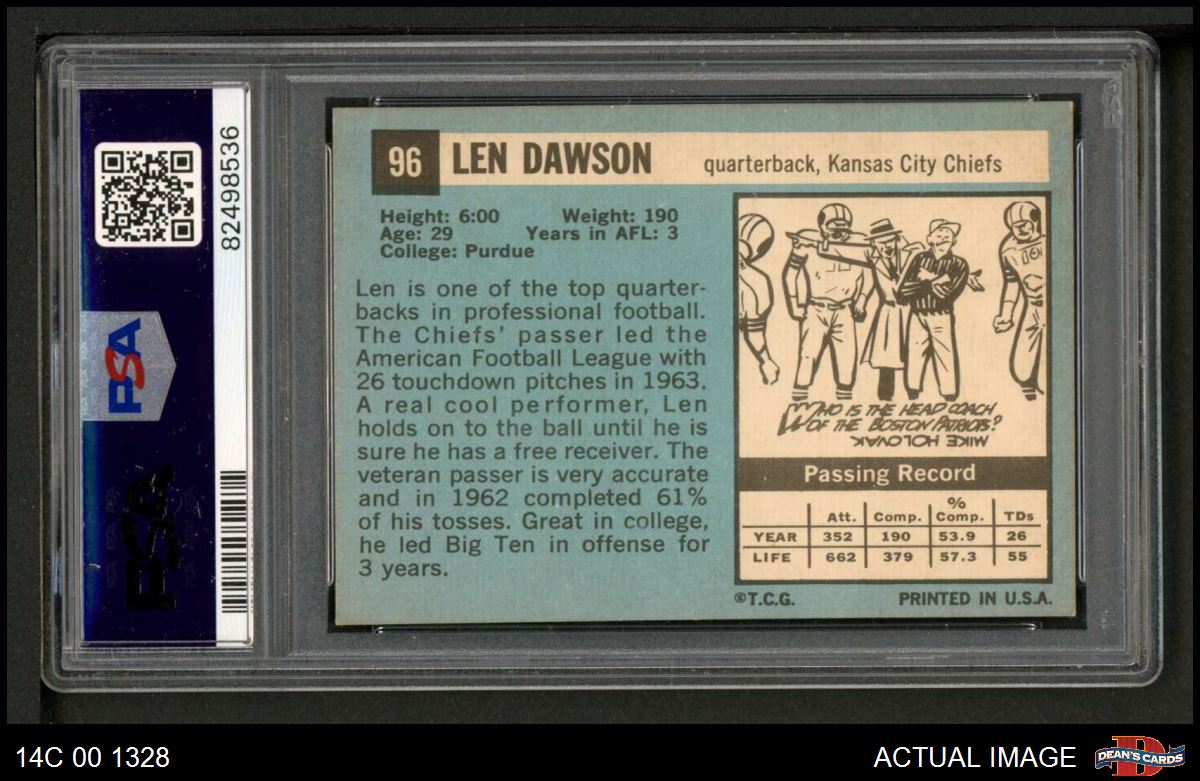 82498536
PSA
PSA
96 LEN DAWSON quarterback, Kansas City Chiefs
Height: 6:00 Weight: 190
Age: 29 Years in AFL: 3
College: Purdue
Len is one of the top quarter-
backs in professional football.
The Chiefs' passer led the
American Football League with
26 touchdown pitches in 1963.
A real cool performer, Len
holds on to the ball until he is
sure he has a free receiver. The
veteran passer is very accurate
and in 1962 completed 61%
of his tosses. Great in college,
he led Big Ten in offense for
3 years.
WHO IS THE HEAD COACH
OF THE BOSTON PATRIOTS?
MIKE HOLOVAK
Passing Record
Att. Comp. % Comp. TDs
YEAR 352 190 53.9 26
LIFE 662 379 57.3 55
©T.C.G. PRINTED IN U.S.A.
14C 00 1328 ACTUAL IMAGE DEAN'S CARDS